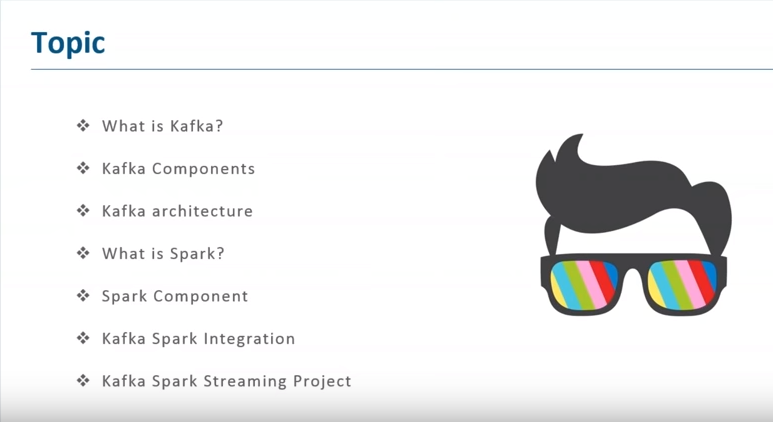 Topic
❖ What is Kafka?
❖ Kafka Components
❖ Kafka architecture
❖ What is Spark?
❖ Spark Component
❖ Kafka Spark Integration
❖ Kafka Spark Streaming Project